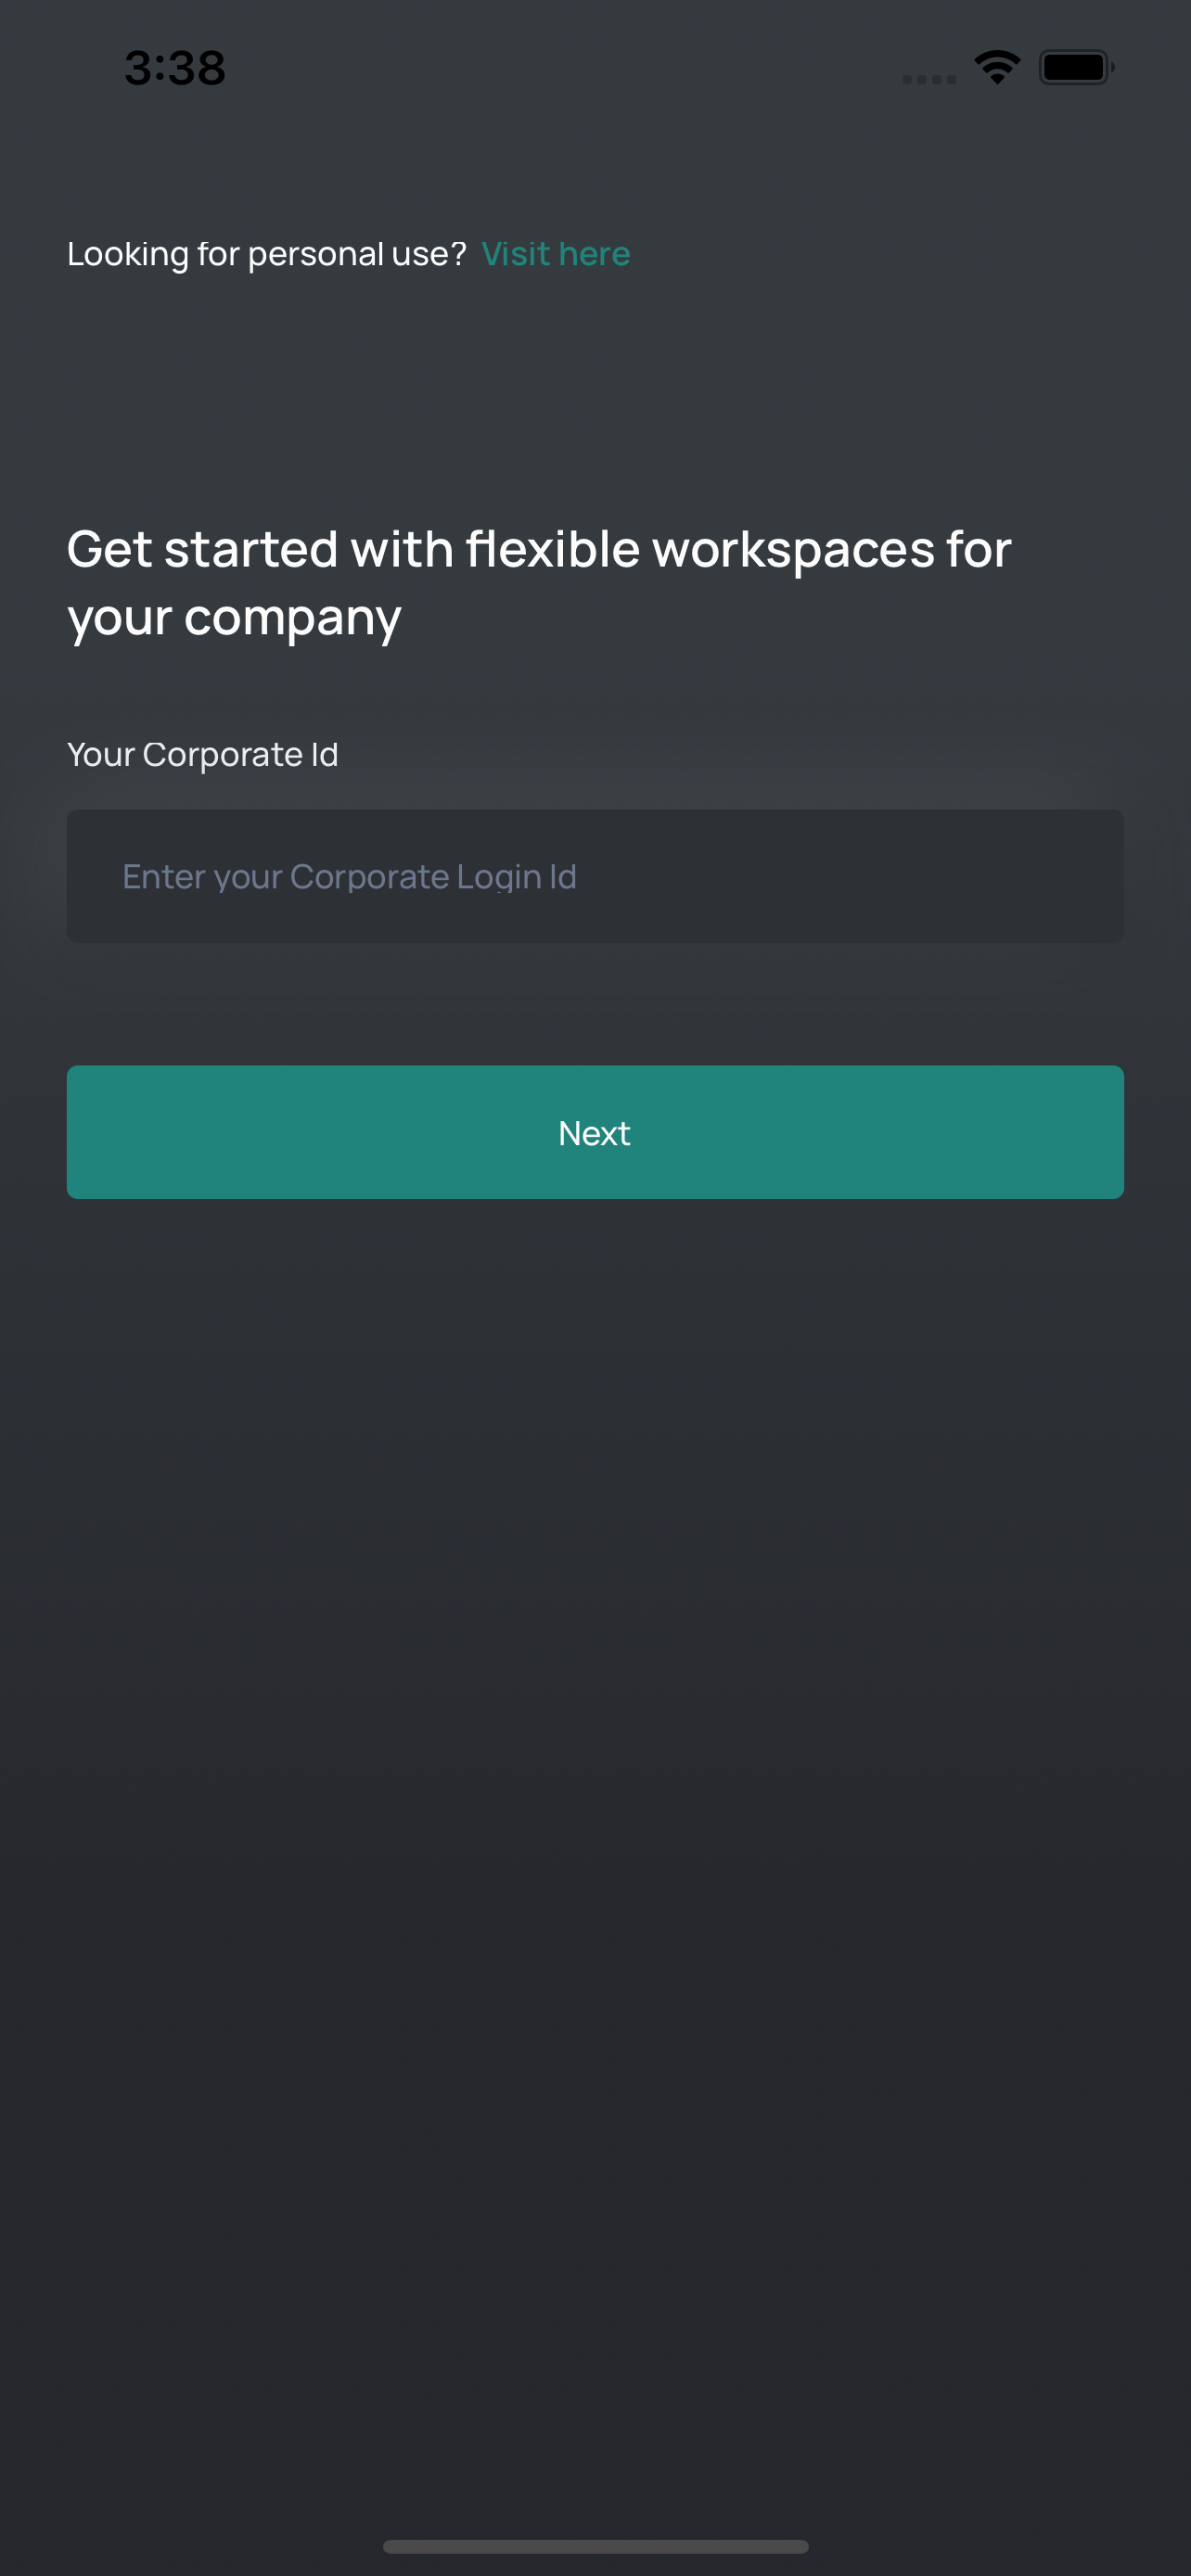 3:38
Looking for personal use? Visit here
Get started with flexible workspaces for
your company
Your Corporate Id
Enter your Corporate Login Id
Next